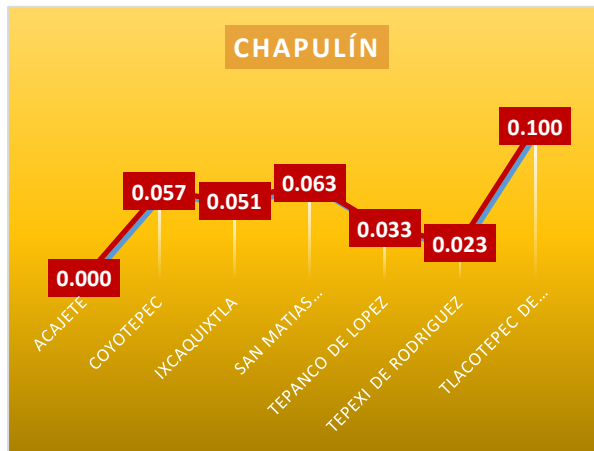 CHAPULÍN
0.000
0.057
0.051
0.063
0.033
0.023
0.100
ACAJETE
COYOTEPEC
IXCAQUIXTLA
SAN MATIAS...
TEPANCO DE LOPEZ
TEPEXI DE RODRIGUEZ
TLACOTEPEC DE...